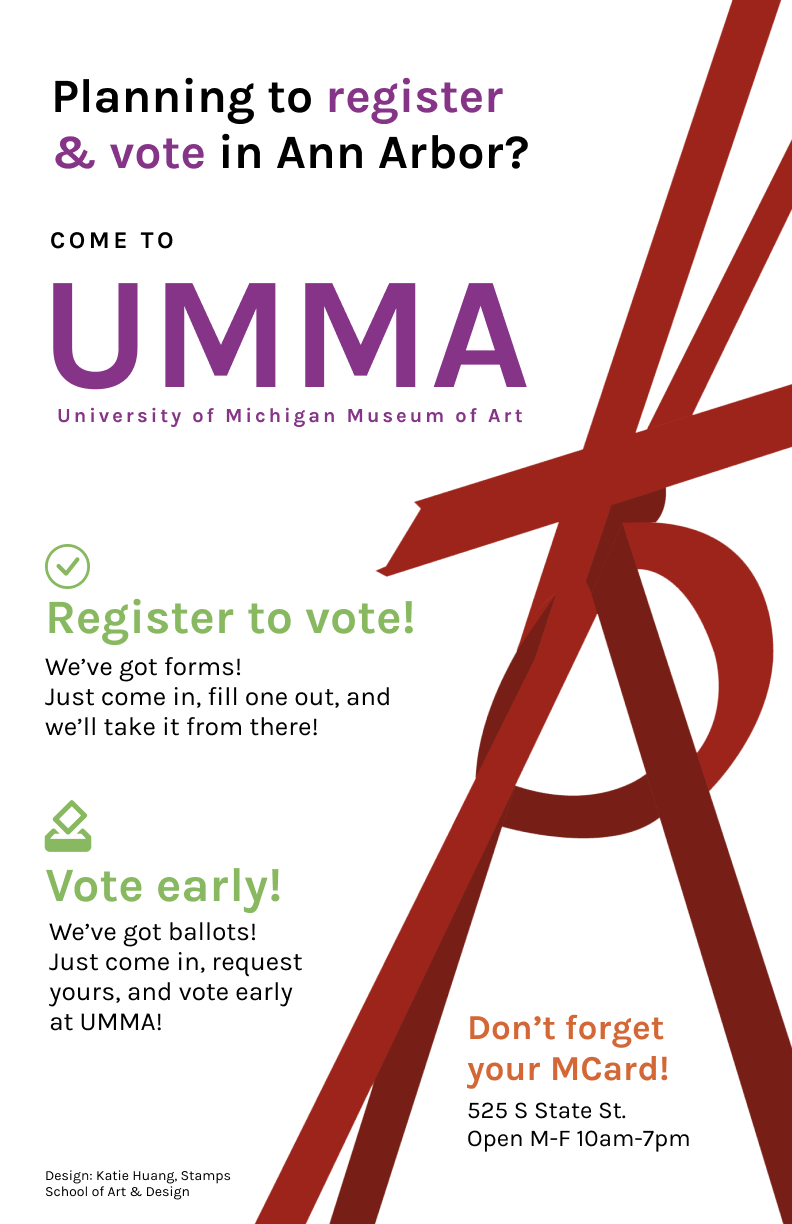 Planning to register
& vote in Ann Arbor?
COME TO
UMMA
University of Michigan Museum of Art
Register to vote!
We’ve got forms!
Just come in, fill one out, and
we’ll take it from there!
Vote early!
We’ve got ballots!
Just come in, request
yours, and vote early
at UMMA!
Don’t forget
your MCard!
525 S State St.
Open M-F 10am-7pm
Design: Katie Huang, Stamps
School of Art & Design